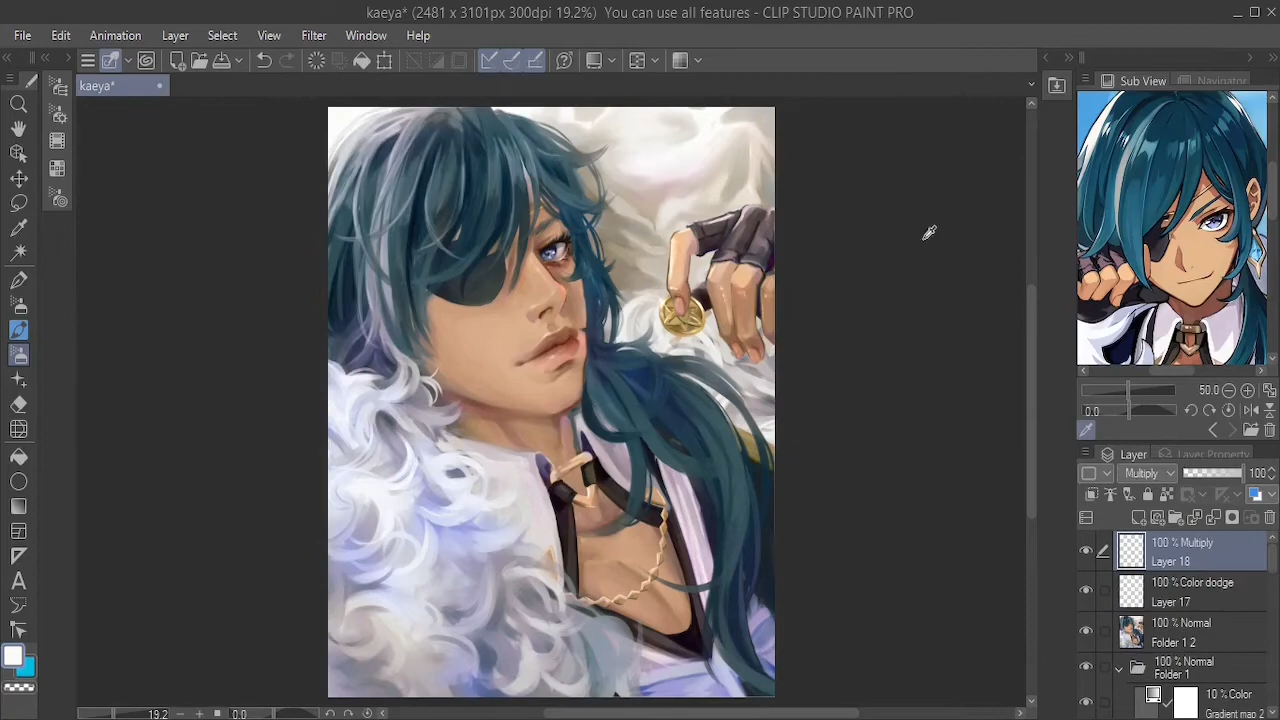 kaeya* (2481 x 3101px 300dpi 19.2%) You can use all features - CLIP STUDIO PAINT PRO
File Edit Animation Layer Select View Filter Window Help
kaeya*
Sub View Navigator
50.0
0.0
Layer Layer Property
Multiply 100
100 % Multiply
Layer 18
100 % Color dodge
Layer 17
100 % Normal
Folder 1 2
100 % Normal
Folder 1
10 % Color
Gradient map 2
19.2 0.0